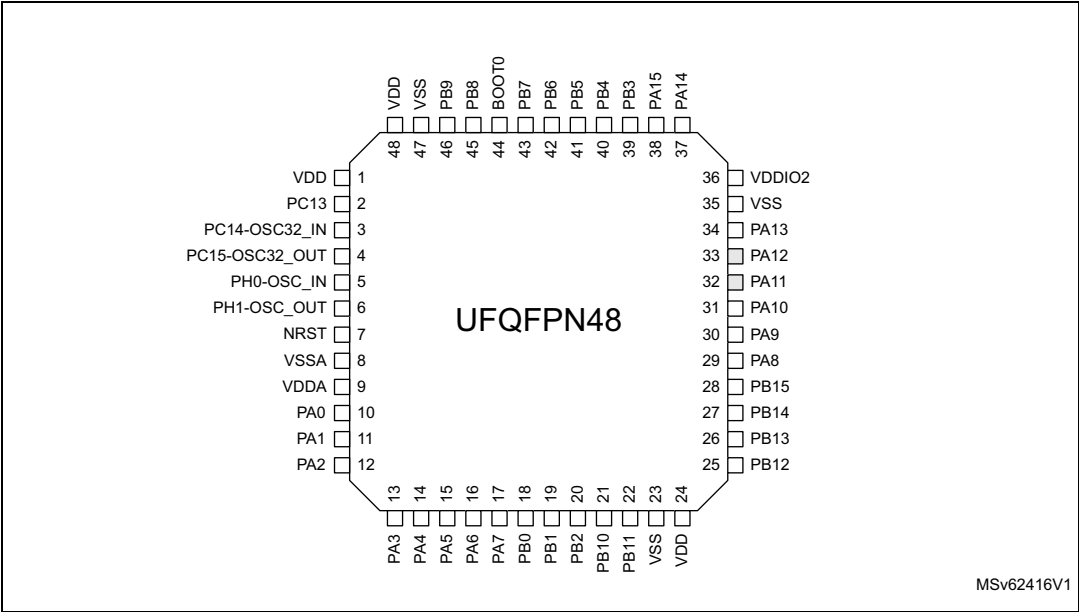 VDD
VSS
PB9
PB8
BOOT0
PB7
PB6
PB5
PB4
PB3
PA15
PA14
48
47
46
45
44
43
42
41
40
39
38
37
VDD 1
PC13 2
PC14-OSC32_IN 3
PC15-OSC32_OUT 4
PH0-OSC_IN 5
PH1-OSC_OUT 6
NRST 7
VSSA 8
VDDA 9
PA0 10
PA1 11
PA2 12
UFQFPN48
36 VDDIO2
35 VSS
34 PA13
33 PA12
32 PA11
31 PA10
30 PA9
29 PA8
28 PB15
27 PB14
26 PB13
25 PB12
13
14
15
16
17
18
19
20
21
22
23
24
PA3
PA4
PA5
PA6
PA7
PB0
PB1
PB2
PB10
PB11
VSS
VDD
MSv62416V1